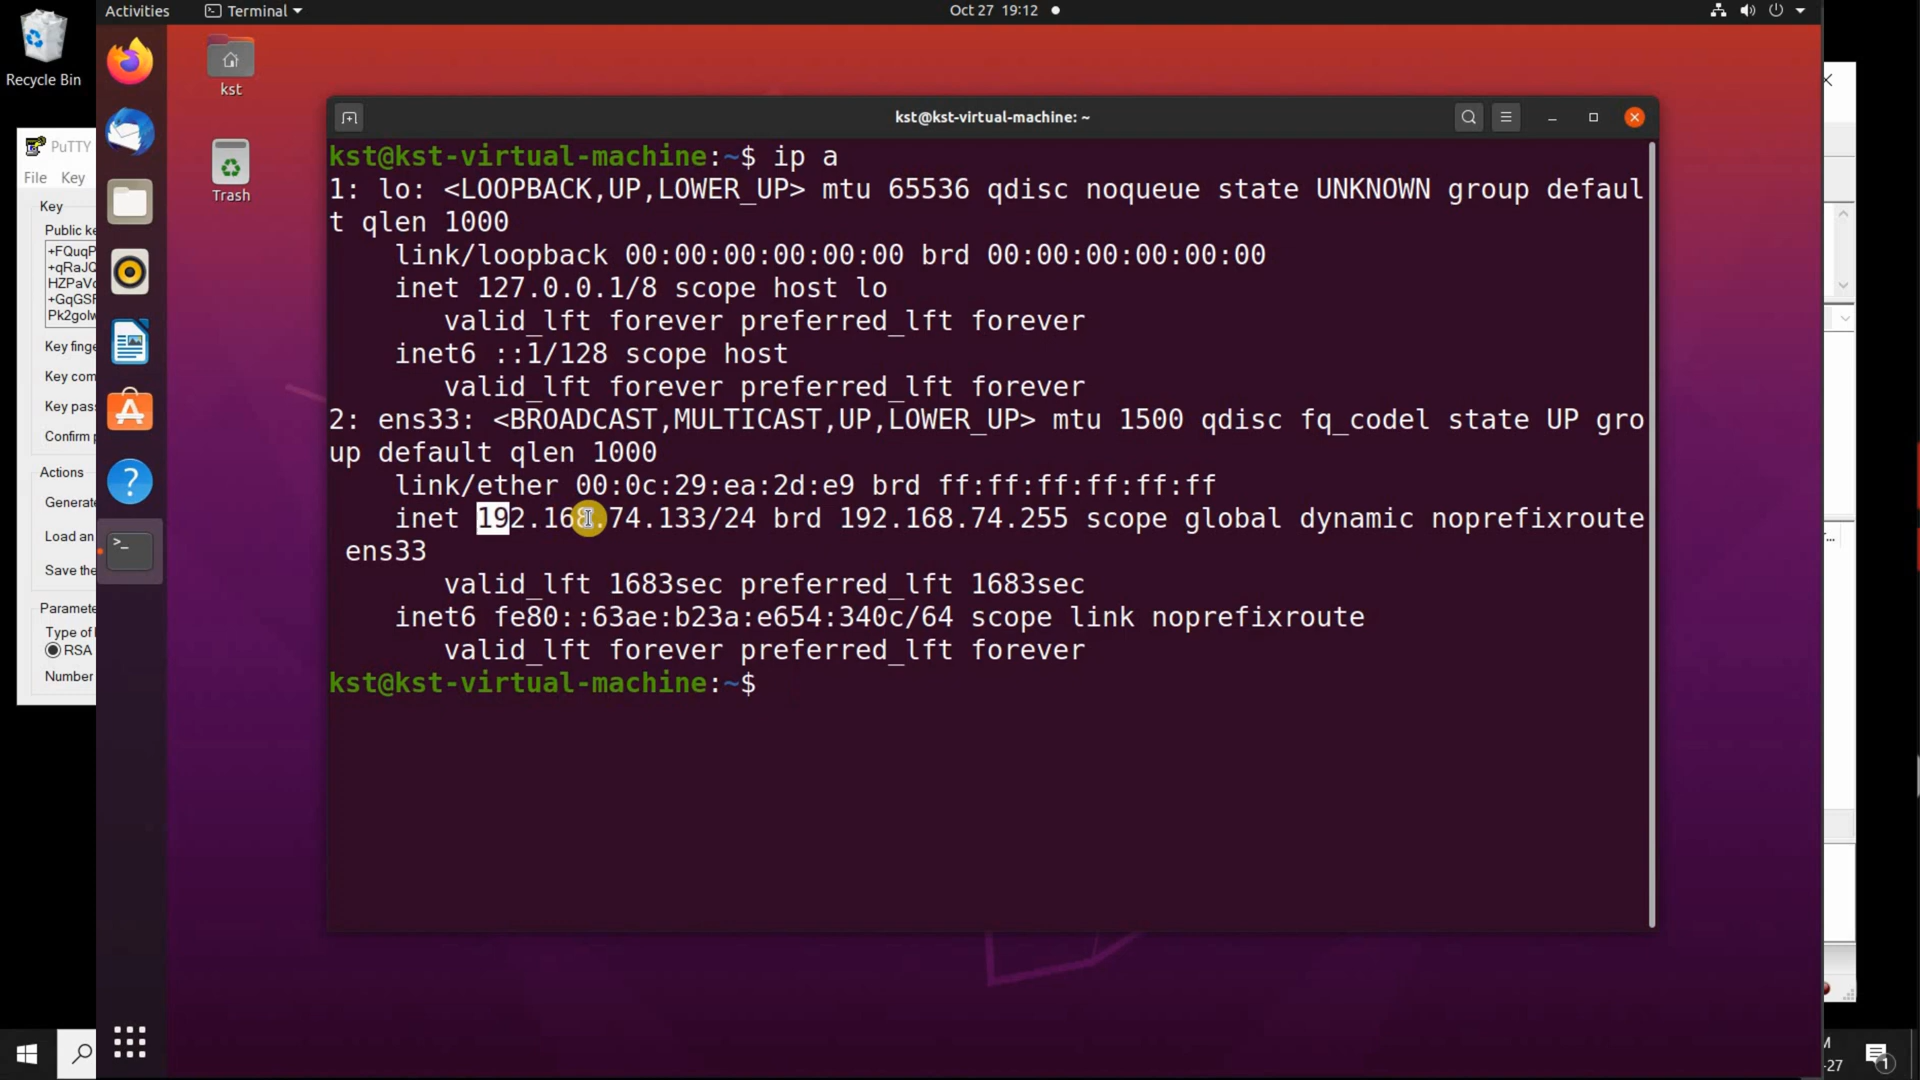 Activities
Terminal
Oct 27 19:12
Recycle Bin
kst
Trash
PuTTY
File Key
Key
Public ke
+FQuqP
+qRaJQ
HZPaVc
+GqGSF
Pk2golw
Key finge
Key com
Key pass
Confirm p
Actions
Generate
Load an
Save the
Paramete
Type of
RSA
Number
kst@kst-virtual-machine: ~
kst@kst-virtual-machine:~$ ip a
1: lo: <LOOPBACK,UP,LOWER_UP> mtu 65536 qdisc noqueue state UNKNOWN group defaul
t qlen 1000
link/loopback 00:00:00:00:00:00 brd 00:00:00:00:00:00
inet 127.0.0.1/8 scope host lo
valid_lft forever preferred_lft forever
inet6 ::1/128 scope host
valid_lft forever preferred_lft forever
2: ens33: <BROADCAST,MULTICAST,UP,LOWER_UP> mtu 1500 qdisc fq_codel state UP gro
up default qlen 1000
link/ether 00:0c:29:ea:2d:e9 brd ff:ff:ff:ff:ff:ff
inet 192.168.74.133/24 brd 192.168.74.255 scope global dynamic noprefixroute
ens33
valid_lft 1683sec preferred_lft 1683sec
inet6 fe80::63ae:b23a:e654:340c/64 scope link noprefixroute
valid_lft forever preferred_lft forever
kst@kst-virtual-machine:~$
M
-27
1